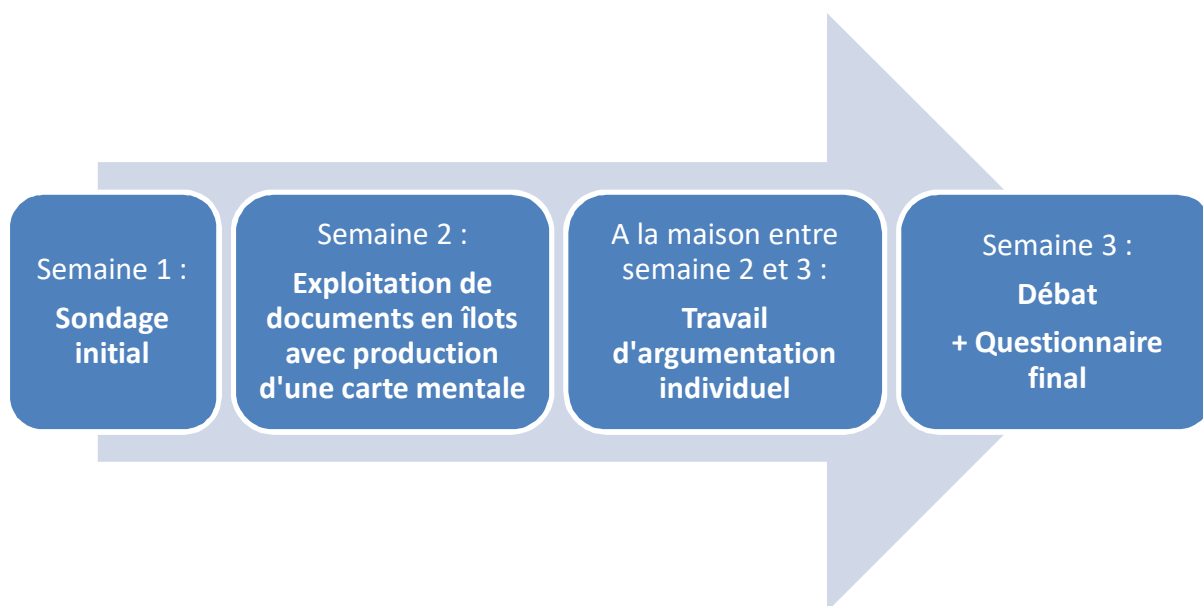 Semaine 1 :
Sondage
initial
Semaine 2 :
Exploitation de
documents en îlots
avec production
d'une carte mentale
A la maison entre
semaine 2 et 3 :
Travail
d'argumentation
individuel
Semaine 3 :
Débat
+ Questionnaire
final